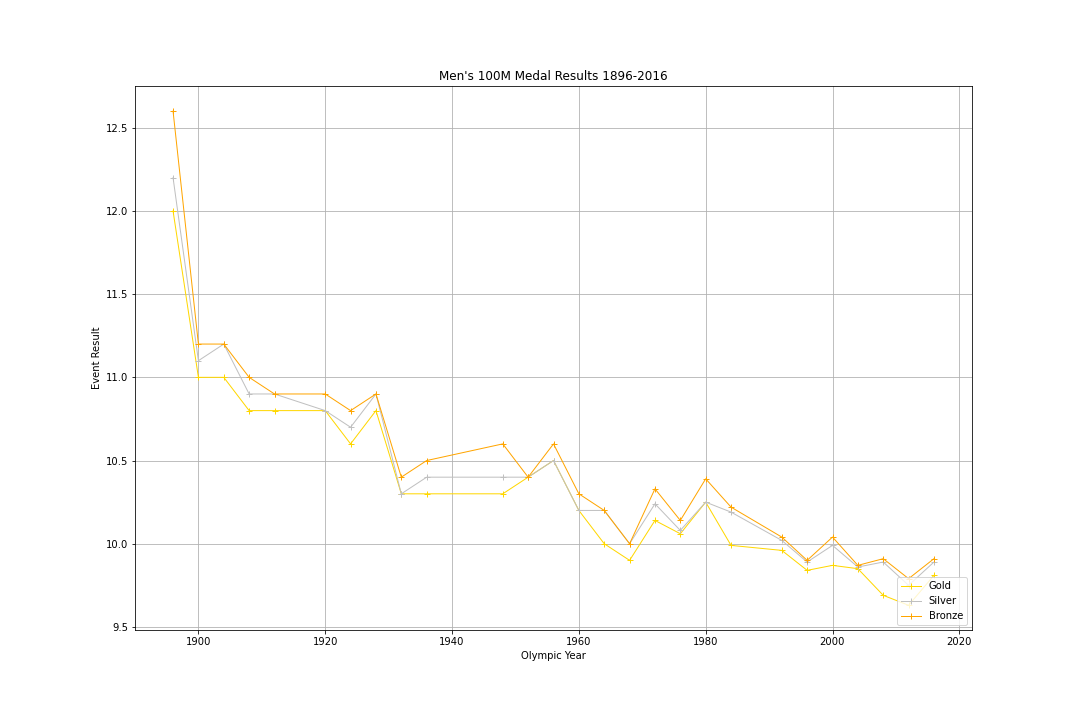 Men's 100M Medal Results 1896-2016
12.5
12.0
11.5
11.0
10.5
10.0
9.5
Event Result
1900 1920 1940 1960 1980 2000 2020
Olympic Year
Gold
Silver
Bronze